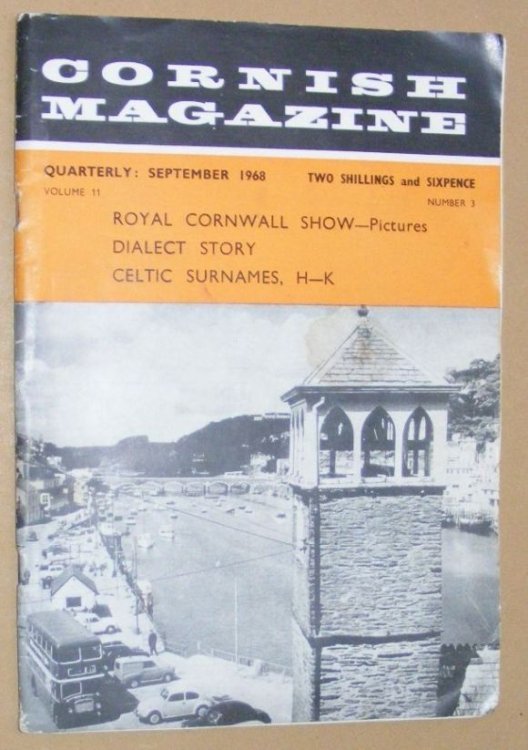 CORNISH
MAGAZINE
QUARTERLY: SEPTEMBER 1968 TWO SHILLINGS and SIXPENCE
VOLUME 11 NUMBER 3
ROYAL CORNWALL SHOW—Pictures
DIALECT STORY
CELTIC SURNAMES, H—K